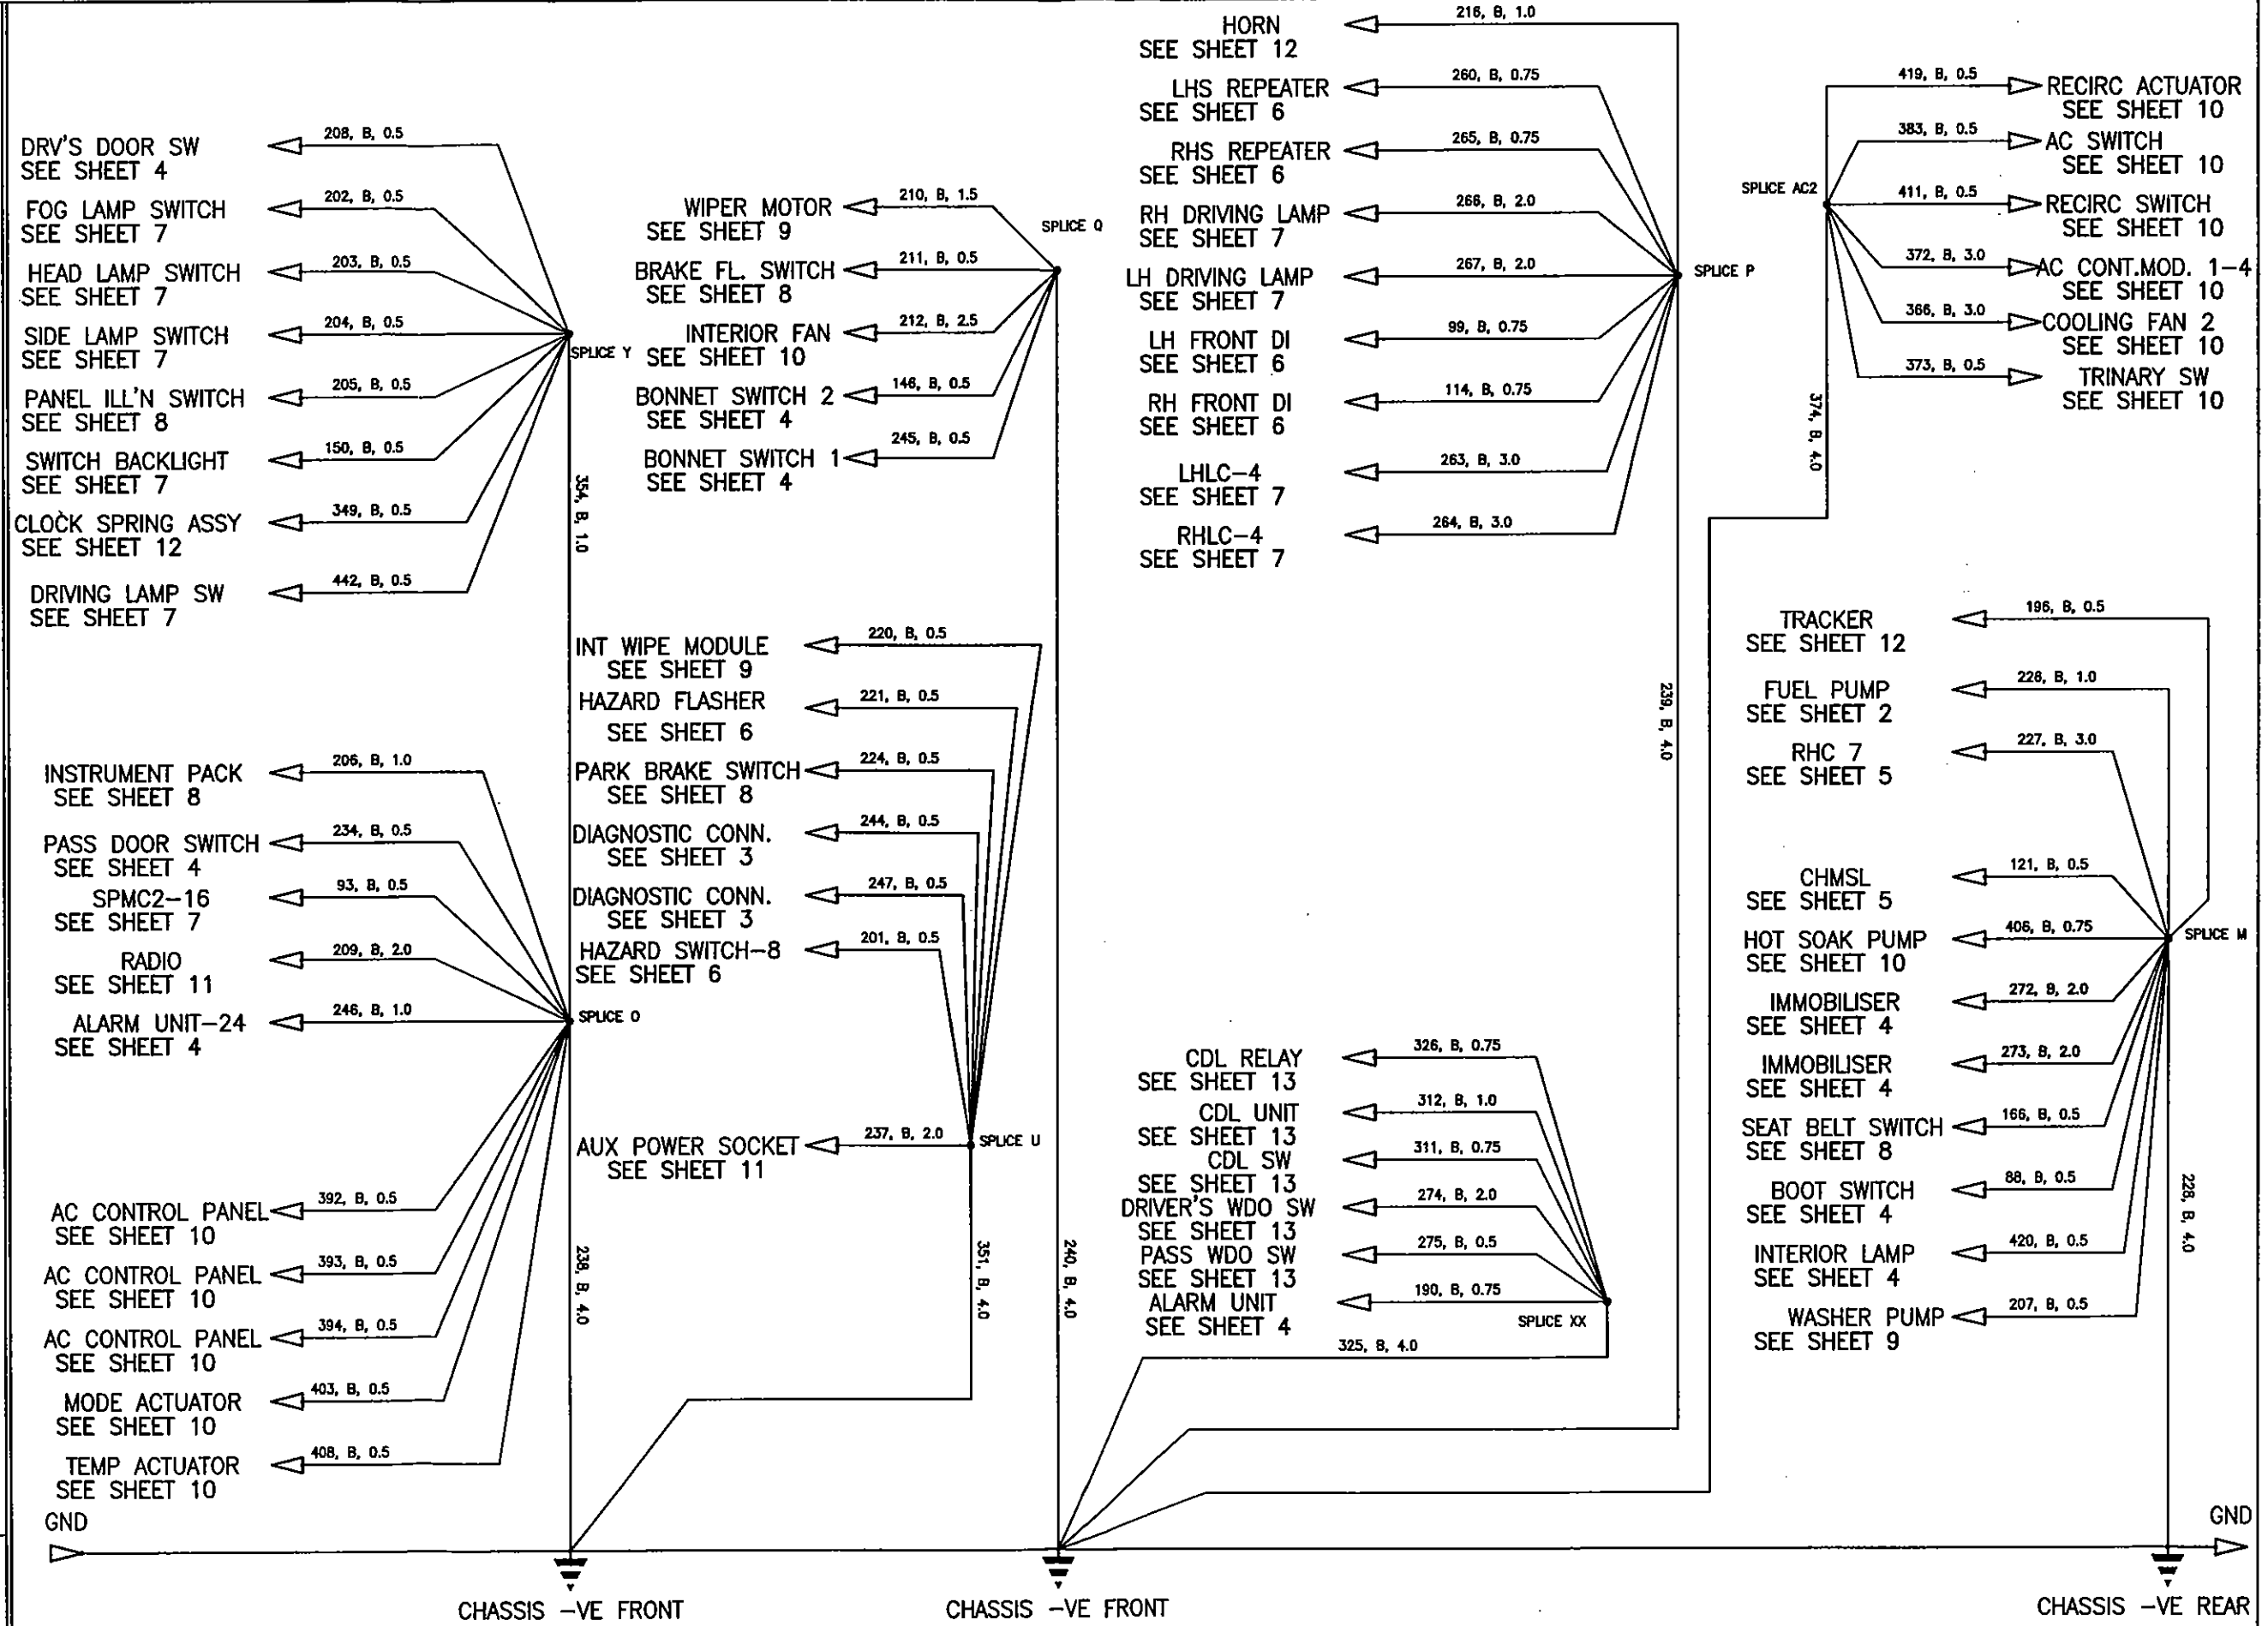 DRV'S DOOR SW
SEE SHEET 4
208, B, 0.5
FOG LAMP SWITCH
SEE SHEET 7
202, B, 0.5
HEAD LAMP SWITCH
SEE SHEET 7
203, B, 0.5
SIDE LAMP SWITCH
SEE SHEET 7
204, B, 0.5
PANEL ILL'N SWITCH
SEE SHEET 8
205, B, 0.5
SWITCH BACKLIGHT
SEE SHEET 7
150, B, 0.5
CLOCK SPRING ASSY
SEE SHEET 12
349, B, 0.5
DRIVING LAMP SW
SEE SHEET 7
442, B, 0.5
SPLICE Y
354, B, 1.0
INSTRUMENT PACK
SEE SHEET 8
206, B, 1.0
PASS DOOR SWITCH
SEE SHEET 4
234, B, 0.5
SPMC2-16
SEE SHEET 7
93, B, 0.5
RADIO
SEE SHEET 11
209, B, 2.0
ALARM UNIT-24
SEE SHEET 4
246, B, 1.0
SPLICE O
AC CONTROL PANEL
SEE SHEET 10
392, B, 0.5
AC CONTROL PANEL
SEE SHEET 10
393, B, 0.5
AC CONTROL PANEL
SEE SHEET 10
394, B, 0.5
MODE ACTUATOR
SEE SHEET 10
403, B, 0.5
TEMP ACTUATOR
SEE SHEET 10
408, B, 0.5
238, B, 4.0
GND
CHASSIS -VE FRONT
WIPER MOTOR
SEE SHEET 9
210, B, 1.5
BRAKE FL. SWITCH
SEE SHEET 8
211, B, 0.5
INTERIOR FAN
SEE SHEET 10
212, B, 2.5
BONNET SWITCH 2
SEE SHEET 4
146, B, 0.5
BONNET SWITCH 1
SEE SHEET 4
245, B, 0.5
SPLICE Q
INT WIPE MODULE
SEE SHEET 9
220, B, 0.5
HAZARD FLASHER
SEE SHEET 6
221, B, 0.5
PARK BRAKE SWITCH
SEE SHEET 8
224, B, 0.5
DIAGNOSTIC CONN.
SEE SHEET 3
244, B, 0.5
DIAGNOSTIC CONN.
SEE SHEET 3
247, B, 0.5
HAZARD SWITCH-8
SEE SHEET 6
201, B, 0.5
AUX POWER SOCKET
SEE SHEET 11
237, B, 2.0
SPLICE U
351, B, 4.0
240, B, 4.0
CHASSIS -VE FRONT
HORN
SEE SHEET 12
216, B, 1.0
LHS REPEATER
SEE SHEET 6
260, B, 0.75
RHS REPEATER
SEE SHEET 6
265, B, 0.75
RH DRIVING LAMP
SEE SHEET 7
266, B, 2.0
LH DRIVING LAMP
SEE SHEET 7
267, B, 2.0
LH FRONT DI
SEE SHEET 6
99, B, 0.75
RH FRONT DI
SEE SHEET 6
114, B, 0.75
LHLC-4
SEE SHEET 7
263, B, 3.0
RHLC-4
SEE SHEET 7
264, B, 3.0
SPLICE P
239, B, 4.0
CDL RELAY
SEE SHEET 13
326, B, 0.75
CDL UNIT
SEE SHEET 13
312, B, 1.0
CDL SW
SEE SHEET 13
311, B, 0.75
DRIVER'S WDO SW
SEE SHEET 13
274, B, 2.0
PASS WDO SW
SEE SHEET 13
275, B, 0.5
ALARM UNIT
SEE SHEET 4
190, B, 0.75
SPLICE XX
325, B, 4.0
SPLICE AC2
419, B, 0.5
RECIRC ACTUATOR
SEE SHEET 10
383, B, 0.5
AC SWITCH
SEE SHEET 10
411, B, 0.5
RECIRC SWITCH
SEE SHEET 10
372, B, 3.0
AC CONT.MOD. 1-4
SEE SHEET 10
366, B, 3.0
COOLING FAN 2
SEE SHEET 10
373, B, 0.5
TRINARY SW
SEE SHEET 10
374, B, 4.0
TRACKER
SEE SHEET 12
196, B, 0.5
FUEL PUMP
SEE SHEET 2
226, B, 1.0
RHC 7
SEE SHEET 5
227, B, 3.0
CHMSL
SEE SHEET 5
121, B, 0.5
HOT SOAK PUMP
SEE SHEET 10
406, B, 0.75
SPLICE M
IMMOBILISER
SEE SHEET 4
272, B, 2.0
IMMOBILISER
SEE SHEET 4
273, B, 2.0
SEAT BELT SWITCH
SEE SHEET 8
166, B, 0.5
BOOT SWITCH
SEE SHEET 4
88, B, 0.5
INTERIOR LAMP
SEE SHEET 4
420, B, 0.5
WASHER PUMP
SEE SHEET 9
207, B, 0.5
228, B, 4.0
GND
CHASSIS -VE REAR